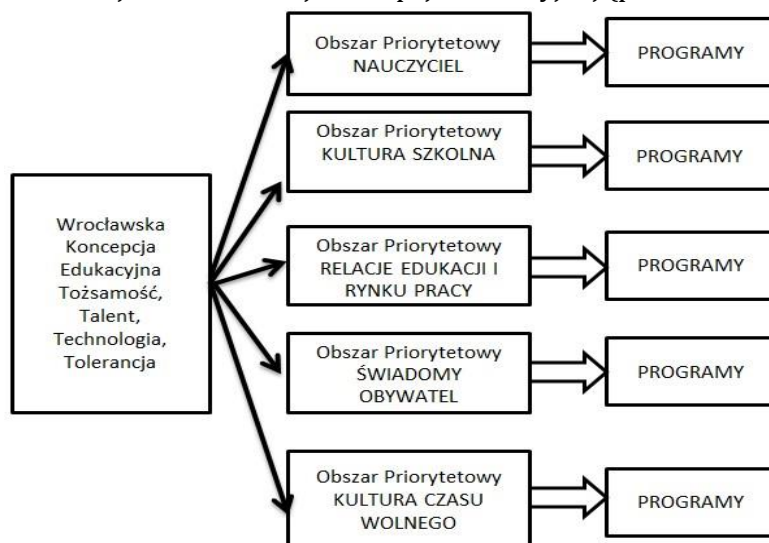 Wrocławska
Koncepcja
Edukacyjna
Tożsamość,
Talent,
Technologia,
Tolerancja
Obszar Priorytetowy
NAUCZYCIEL
PROGRAMY
Obszar Priorytetowy
KULTURA SZKOLNA
PROGRAMY
Obszar Priorytetowy
RELACJE EDUKACJI I
RYNKU PRACY
PROGRAMY
Obszar Priorytetowy
ŚWIADOMY
OBYWATEL
PROGRAMY
Obszar Priorytetowy
KULTURA CZASU
WOLNEGO
PROGRAMY